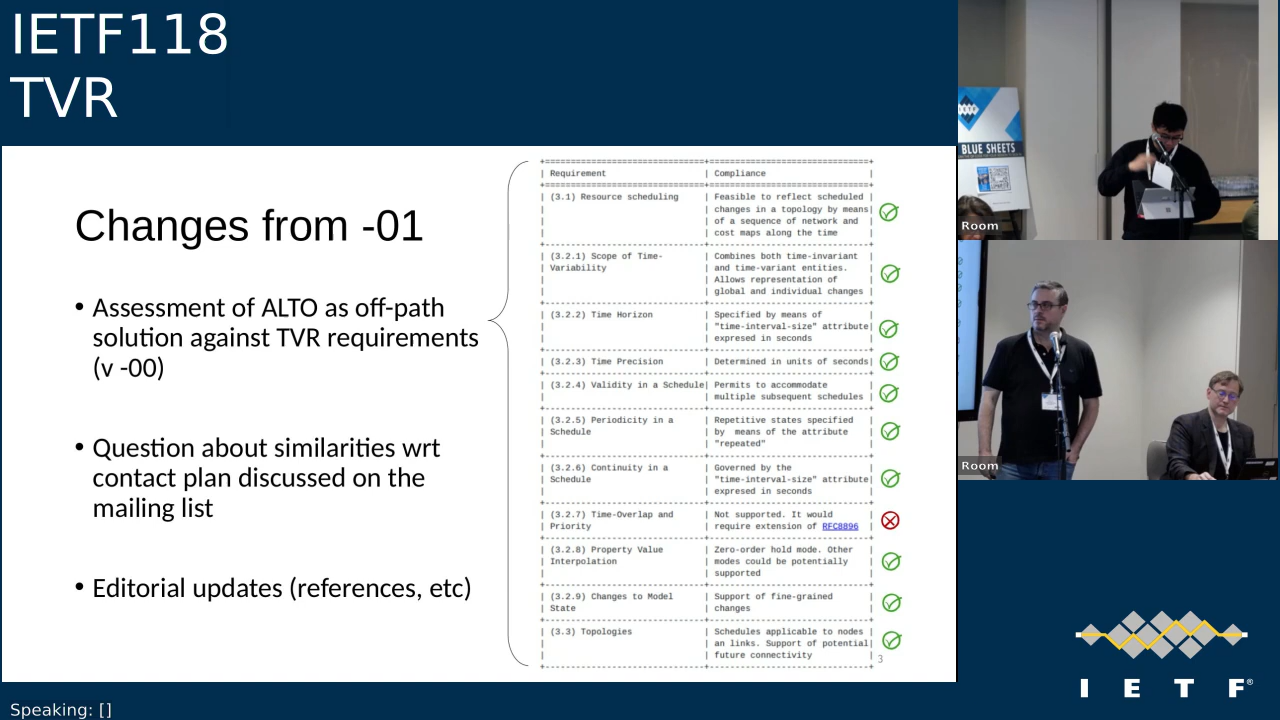 IETF118
TVR
Changes from -01
• Assessment of ALTO as off-path
solution against TVR requirements
(v -00)
• Question about similarities wrt
contact plan discussed on the
mailing list
• Editorial updates (references, etc)
+===============================+===============================+
| Requirement | Compliance |
+===============================+===============================+
| (3.1) Resource scheduling | Feasible to reflect scheduled
| | changes in a topology by means|
| | of a sequence of network and |
| | cost maps along the time |
+-------------------------------+-------------------------------+
| (3.2.1) Scope of Time- | Combines both time-invariant |
| Variability | and time-variant entities. |
| | Allows representation of |
| | global and individual changes |
+-------------------------------+-------------------------------+
| (3.2.2) Time Horizon | Specified by means of |
| | "time-interval-size" attribute|
| | expresed in seconds |
+-------------------------------+-------------------------------+
| (3.2.3) Time Precision | Determined in units of seconds|
+-------------------------------+-------------------------------+
| (3.2.4) Validity in a Schedule| Permits to accommodate |
| | multiple subsequent schedules |
+-------------------------------+-------------------------------+
| (3.2.5) Periodicity in a | Repetitive states specified |
| Schedule | by means of the attribute |
| | "repeated" |
+-------------------------------+-------------------------------+
| (3.2.6) Continuity in a | Governed by the |
| Schedule | "time-interval-size" attribute|
| | expresed in seconds |
+-------------------------------+-------------------------------+
| (3.2.7) Time-Overlap and | Not supported. It would |
| Priority | require extension of RFC8896 |
+-------------------------------+-------------------------------+
| (3.2.8) Property Value | Zero-order hold mode. Other |
| Interpolation | modes could be potentially |
| | supported |
+-------------------------------+-------------------------------+
| (3.2.9) Changes to Model | Support of fine-grained |
| State | changes |
+-------------------------------+-------------------------------+
| (3.3) Topologies | Schedules applicable to nodes |
| | an links. Support of potential|
| | future connectivity |
+-------------------------------+-------------------------------+
3
BLUE SHEETS
Room
Room
I E T F®
Speaking: []